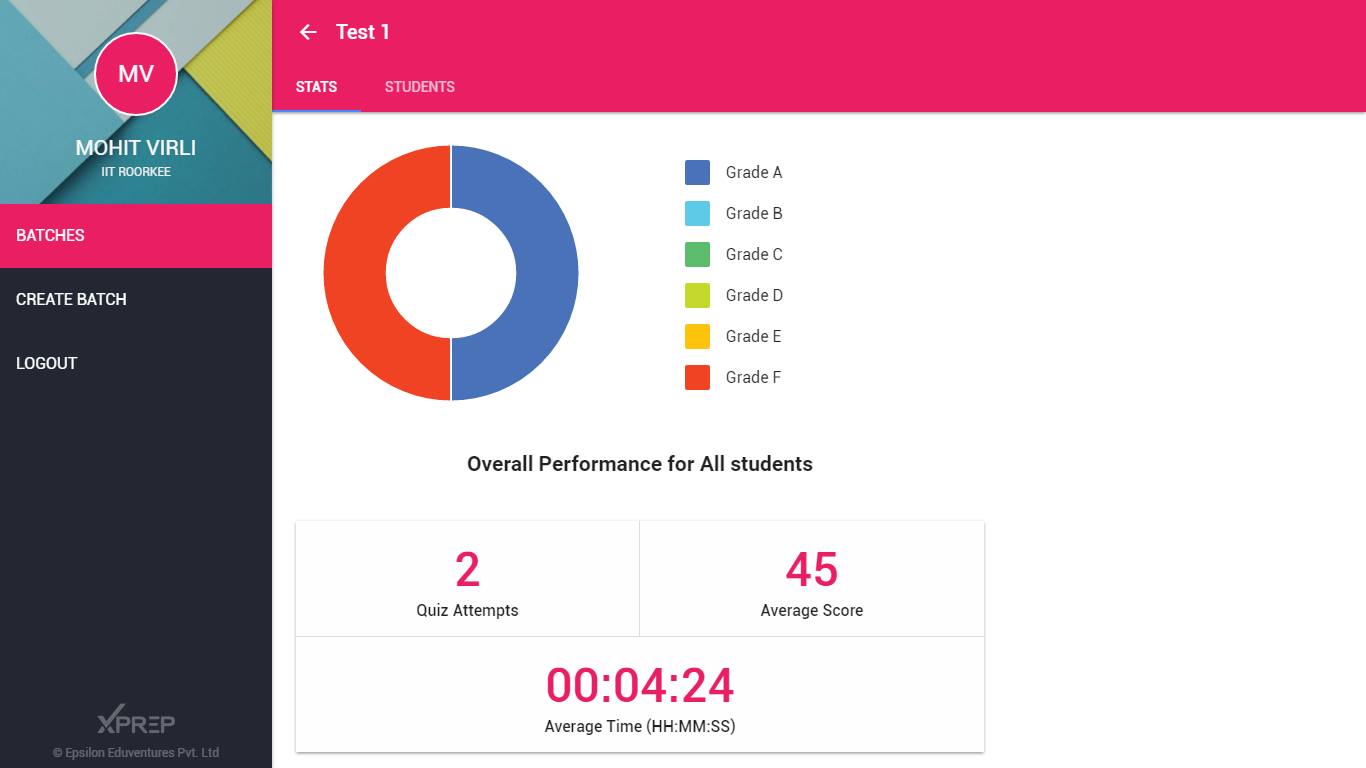 MV
MOHIT VIRLI
IIT ROORKEE
BATCHES
CREATE BATCH
LOGOUT
XPREP
© Epsilon Eduventures Pvt. Ltd
Test 1
STATS STUDENTS
Grade A
Grade B
Grade C
Grade D
Grade E
Grade F
Overall Performance for All students
2
Quiz Attempts
45
Average Score
00:04:24
Average Time (HH:MM:SS)